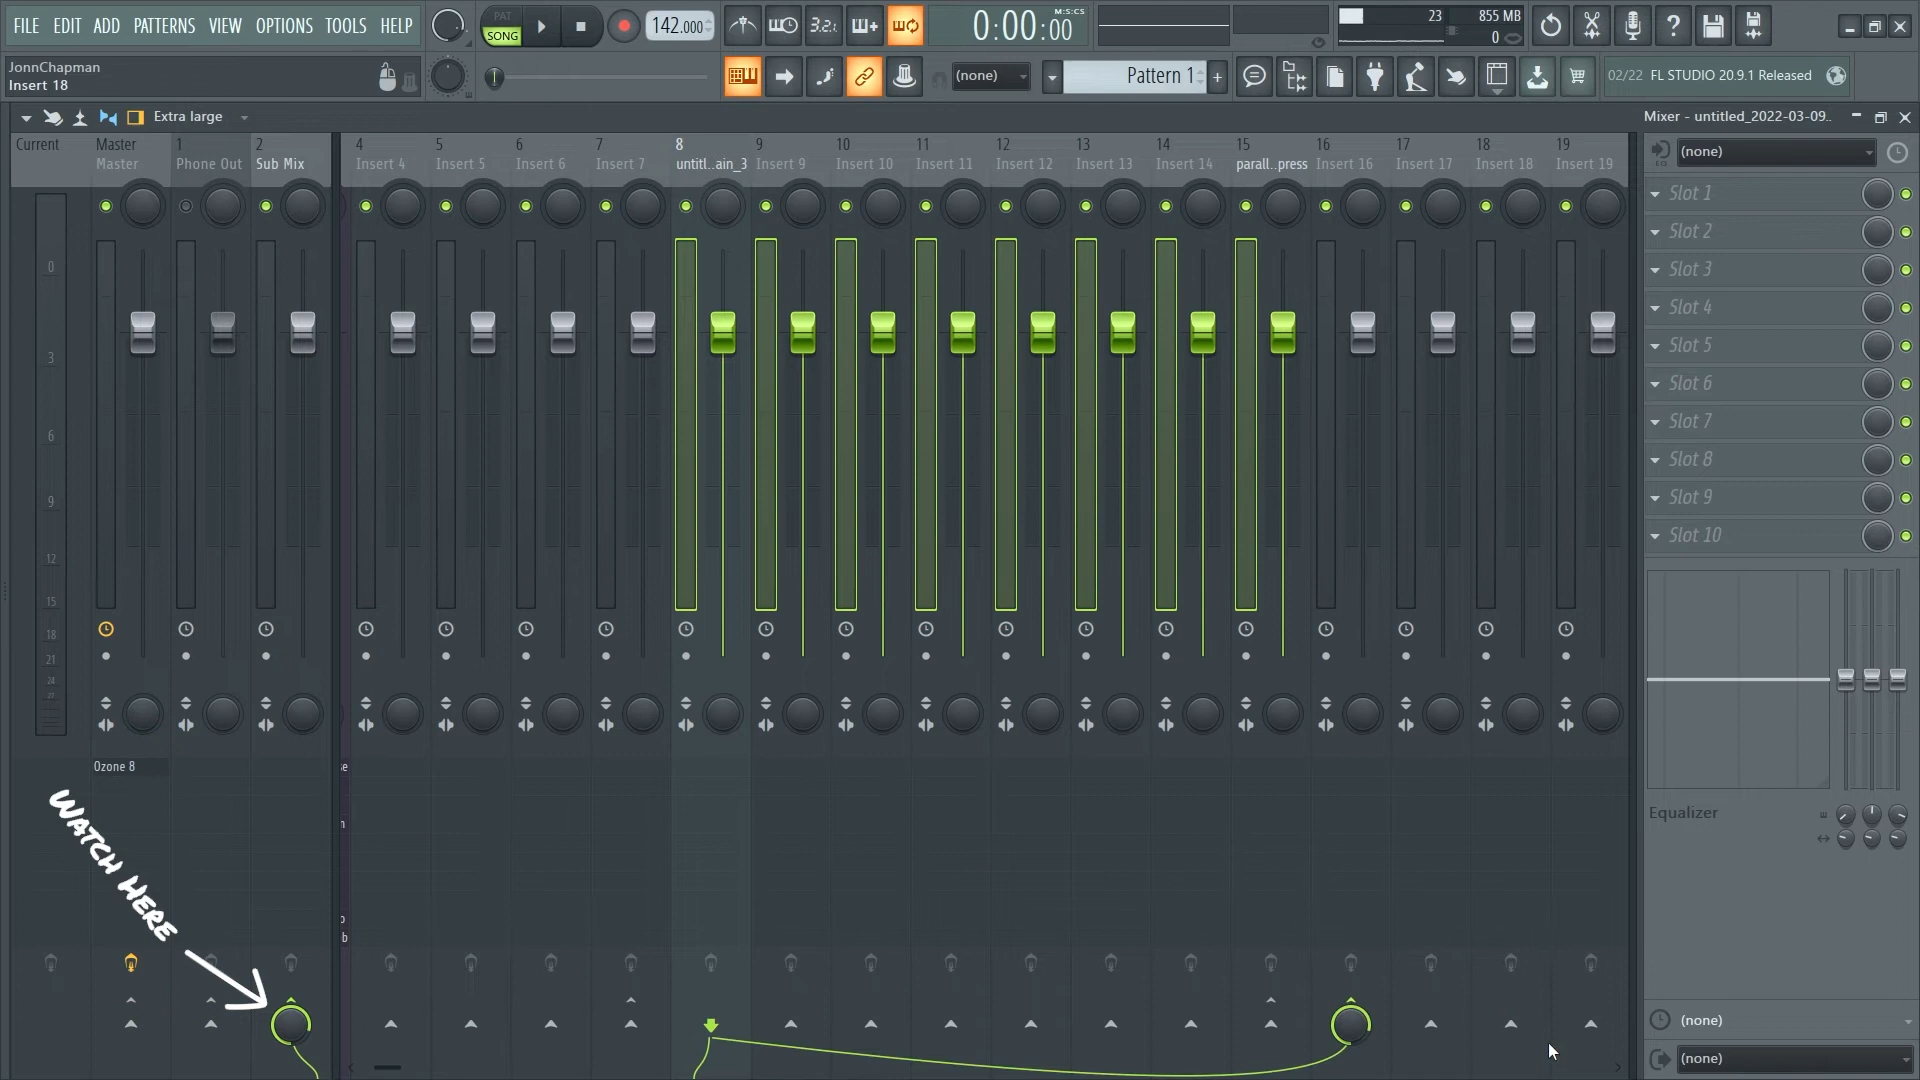 FILE EDIT ADD PATTERNS VIEW OPTIONS TOOLS HELP
PAT
SONG
142.000
3.2.
0:00:00
M:S:CS
23
855 MB
0
JonnChapman
Insert 18
(none)
Pattern 1
02/22 FL STUDIO 20.9.1 Released
Extra large
Mixer - untitled_2022-03-09..
Current
Master
1
2
4
5
6
7
8
9
10
11
12
13
14
15
16
17
18
19
Master
Phone Out
Sub Mix
Insert 4
Insert 5
Insert 6
Insert 7
untitl..ain_3
Insert 9
Insert 10
Insert 11
Insert 12
Insert 13
Insert 14
parall..press
Insert 16
Insert 17
Insert 18
Insert 19
0
3
6
9
12
15
18
21
24
27
Ozone 8
se
n
o
b
Watch Here
(none)
EQ
Slot 1
Slot 2
Slot 3
Slot 4
Slot 5
Slot 6
Slot 7
Slot 8
Slot 9
Slot 10
Equalizer
(none)
(none)